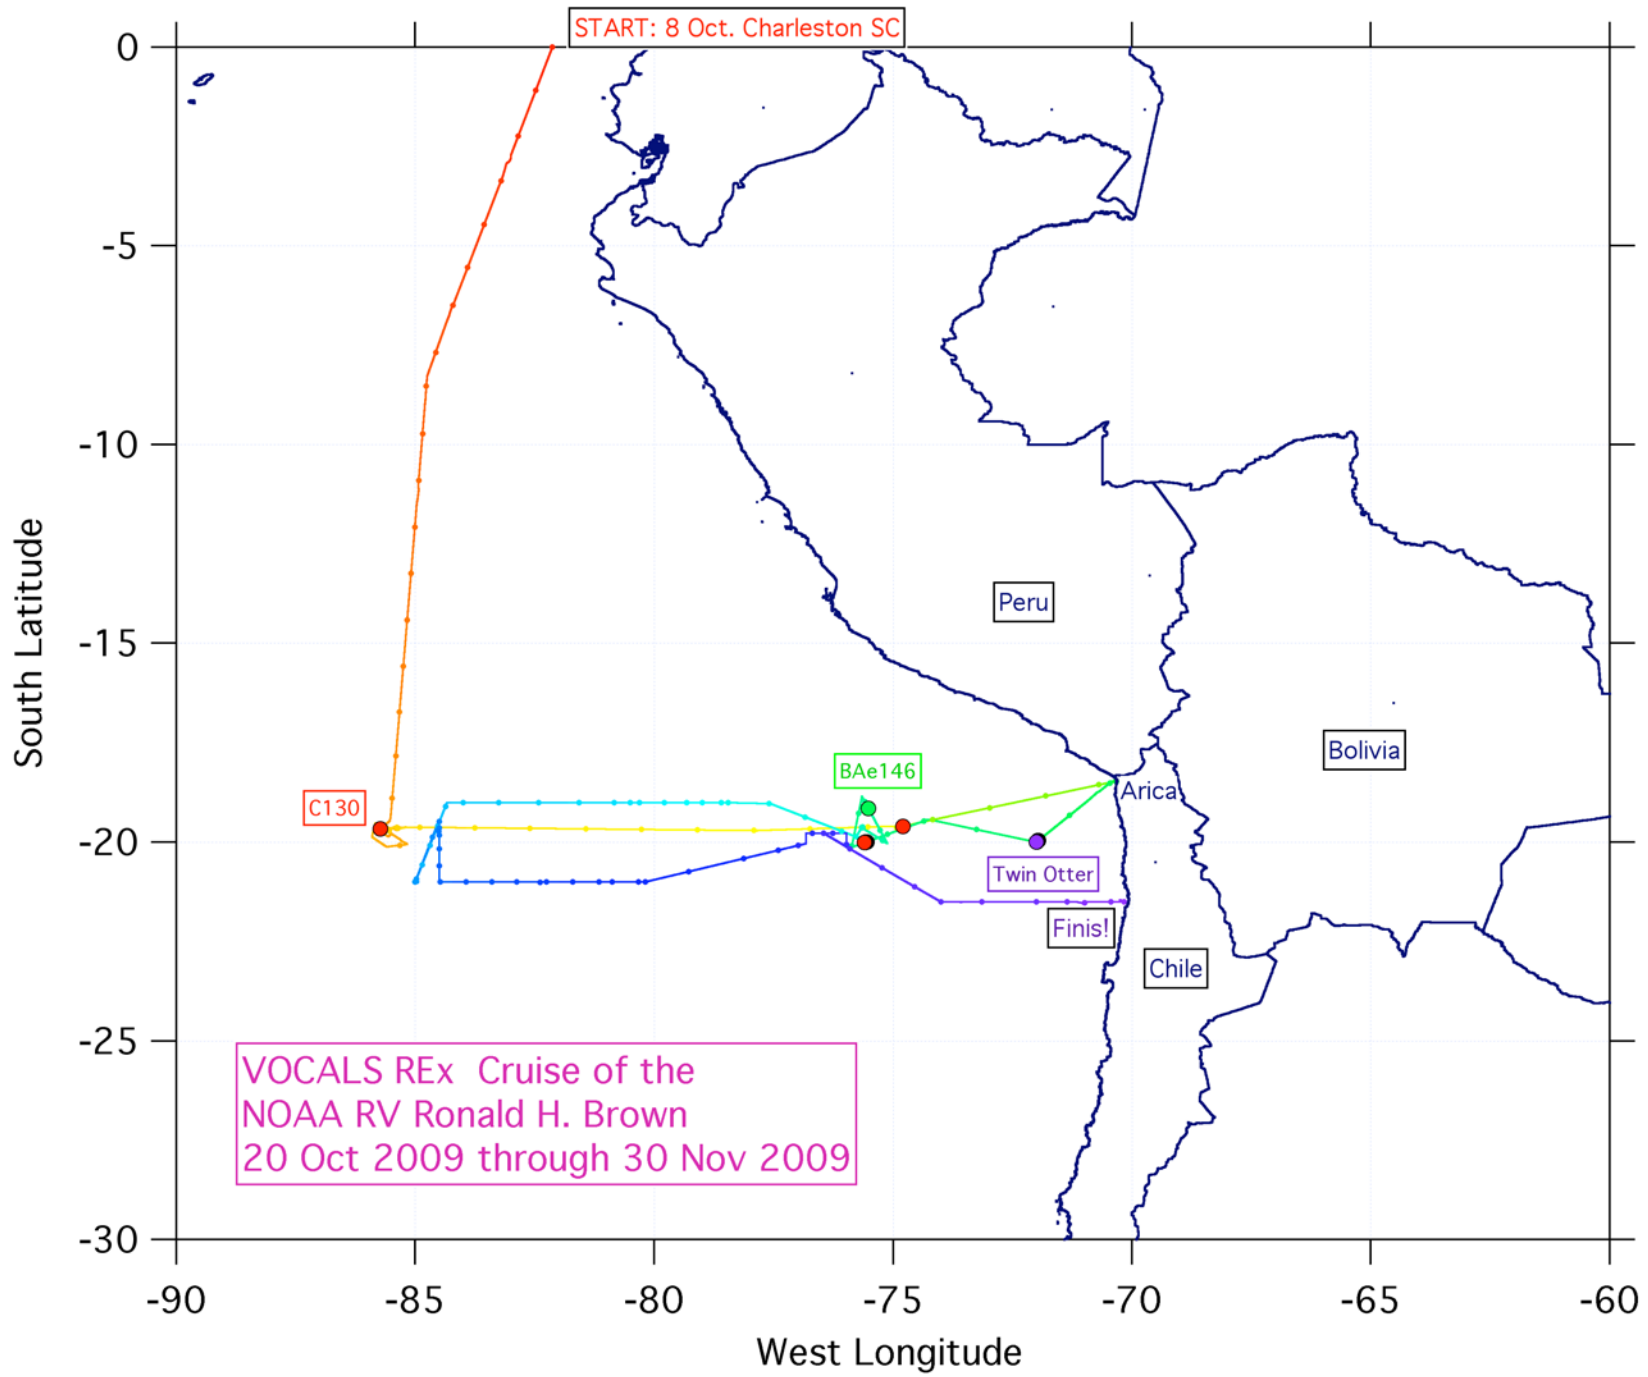 START: 8 Oct. Charleston SC
0
-5
-10
-15
-20
-25
-30
South Latitude
Peru
Bolivia
BAe146
Arica
C130
Twin Otter
Finis!
Chile
VOCALS REx  Cruise of the
NOAA RV Ronald H. Brown
20 Oct 2009 through 30 Nov 2009
-90
-85
-80
-75
-70
-65
-60
West Longitude